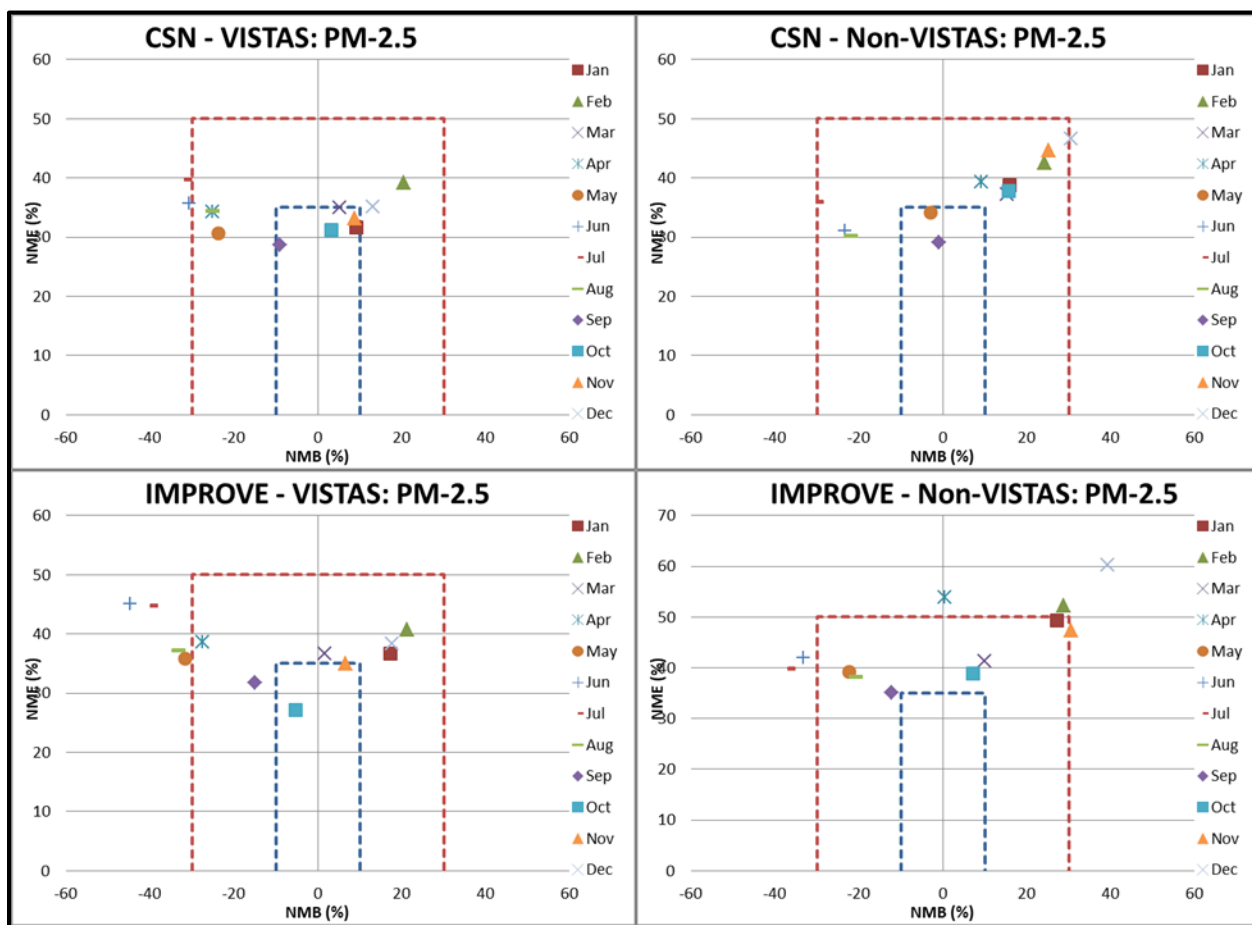 CSN - VISTAS: PM-2.5
60
50
40
30
20
10
0
NME (%)
-60 -40 -20 0 20 40 60
NMB (%)
Jan
Feb
Mar
Apr
May
Jun
Jul
Aug
Sep
Oct
Nov
Dec
CSN - Non-VISTAS: PM-2.5
60
50
40
30
20
10
0
NME (%)
-60 -40 -20 0 20 40 60
NMB (%)
Jan
Feb
Mar
Apr
May
Jun
Jul
Aug
Sep
Oct
Nov
Dec
IMPROVE - VISTAS: PM-2.5
60
50
40
30
20
10
0
NME (%)
-60 -40 -20 0 20 40 60
NMB (%)
Jan
Feb
Mar
Apr
May
Jun
Jul
Aug
Sep
Oct
Nov
Dec
IMPROVE - Non-VISTAS: PM-2.5
70
60
50
40
30
20
10
0
NME (%)
-60 -40 -20 0 20 40 60
NMB (%)
Jan
Feb
Mar
Apr
May
Jun
Jul
Aug
Sep
Oct
Nov
Dec